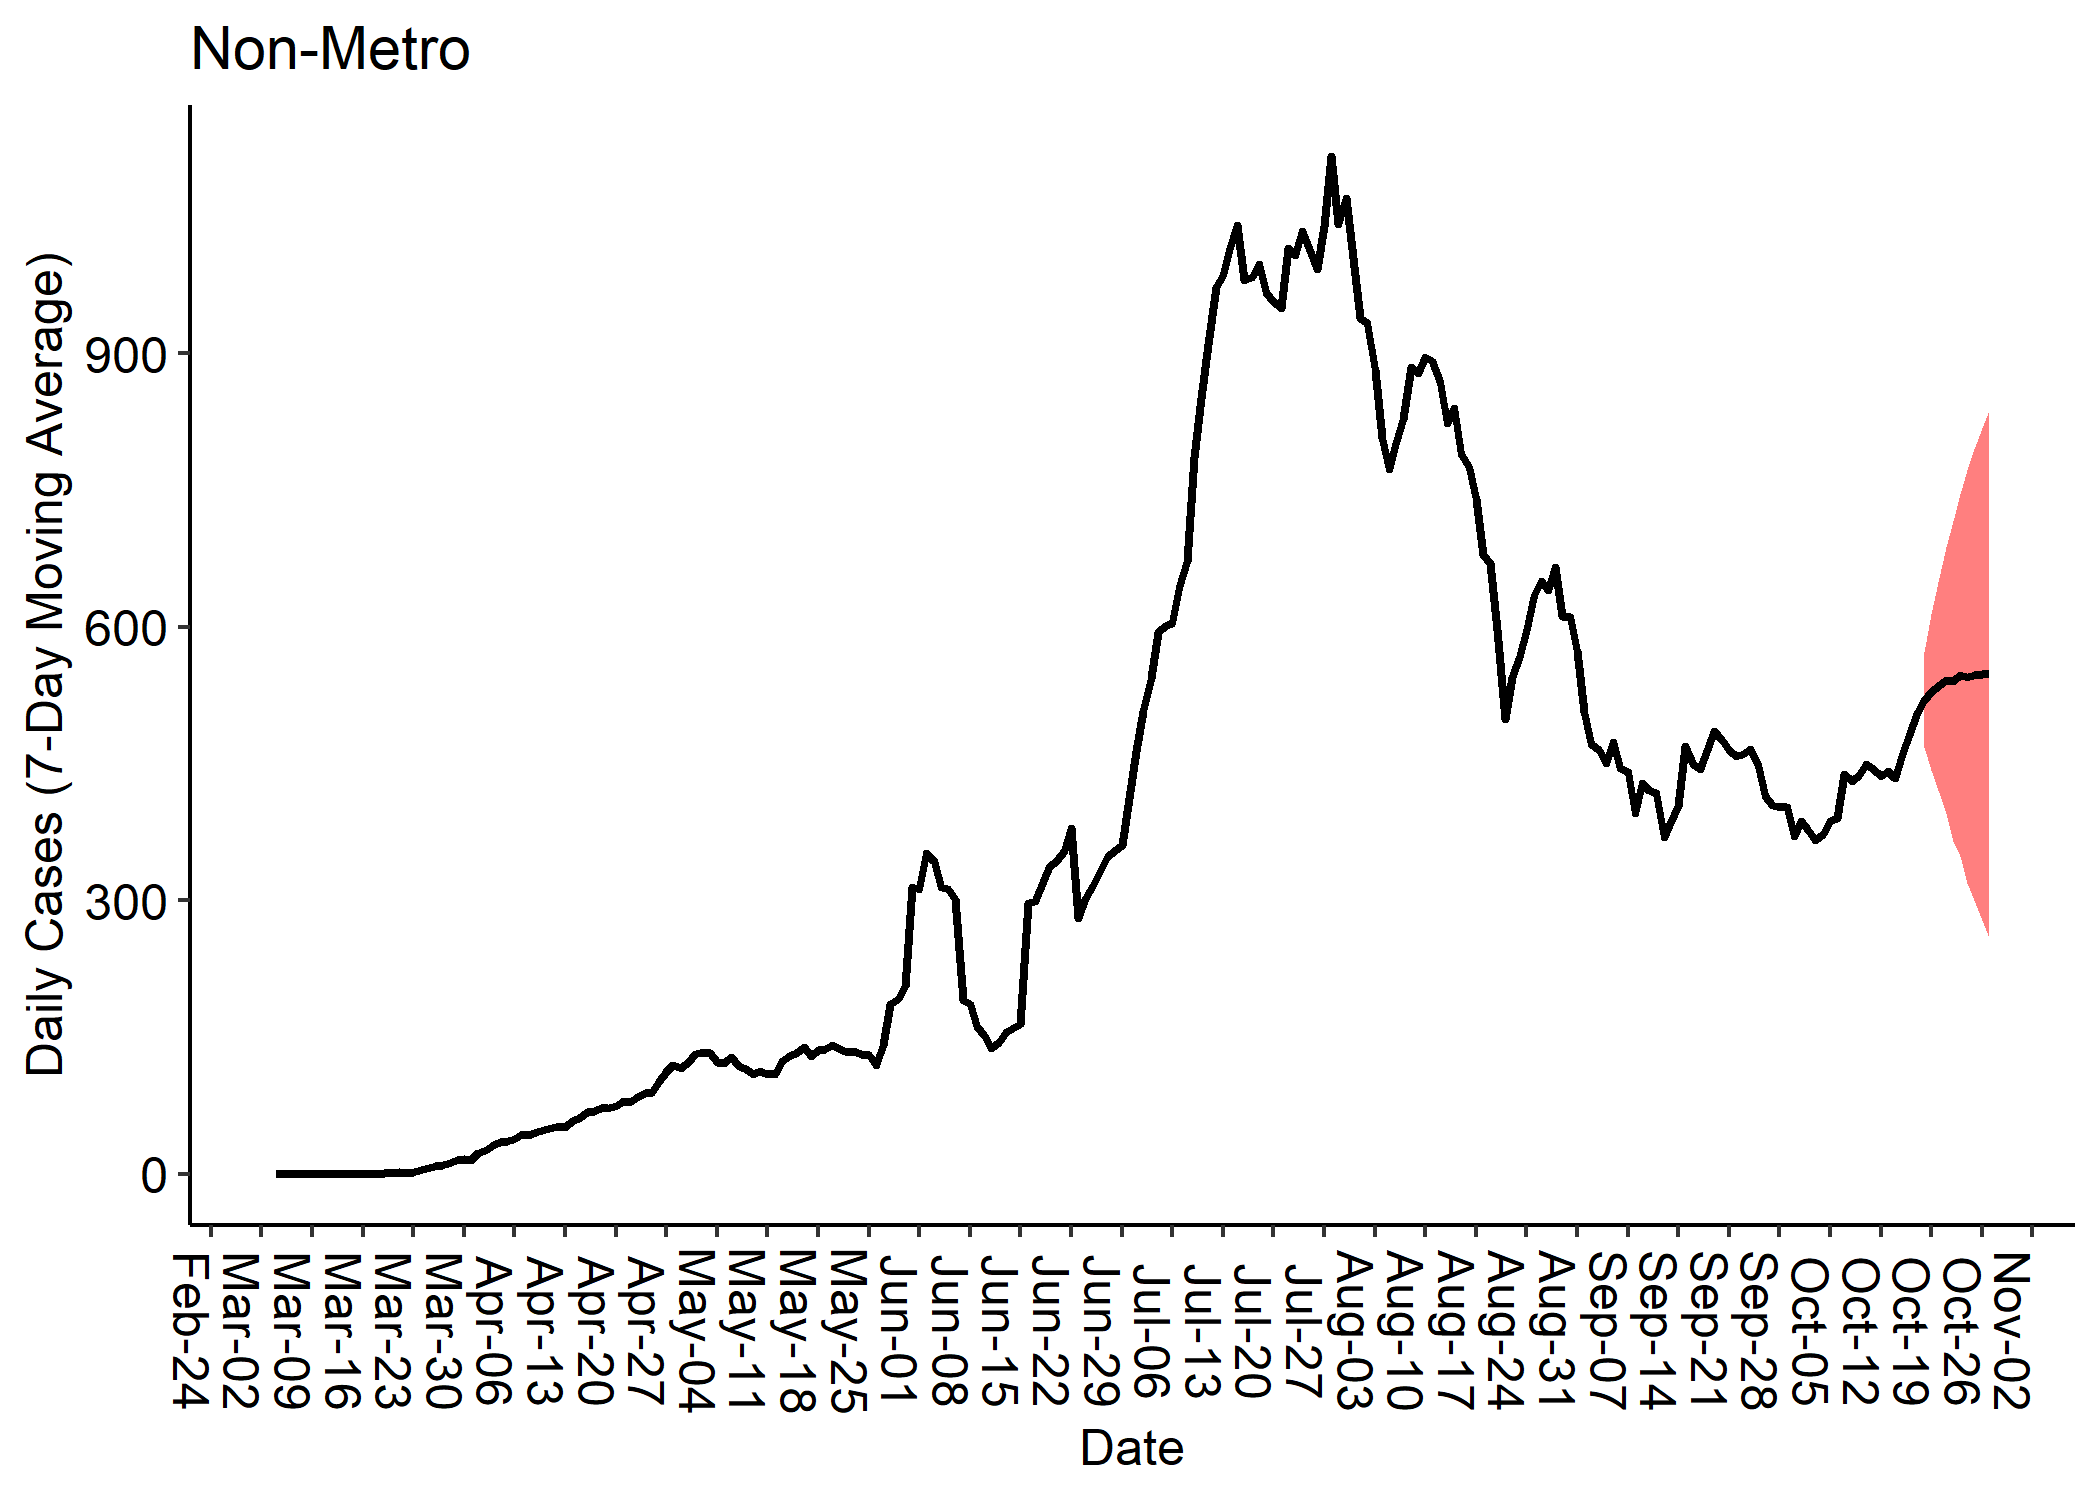 Non-Metro
Daily Cases (7-Day Moving Average)
900
600
300
0
Feb-24
Mar-02
Mar-09
Mar-16
Mar-23
Mar-30
Apr-06
Apr-13
Apr-20
Apr-27
May-04
May-11
May-18
May-25
Jun-01
Jun-08
Jun-15
Jun-22
Jun-29
Jul-06
Jul-13
Jul-20
Jul-27
Aug-03
Aug-10
Aug-17
Aug-24
Aug-31
Sep-07
Sep-14
Sep-21
Sep-28
Oct-05
Oct-12
Oct-19
Oct-26
Nov-02
Date